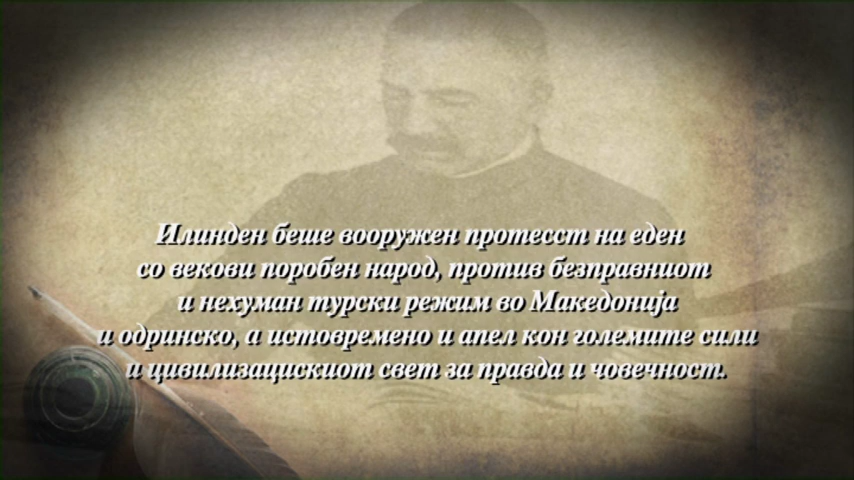 Илинден беше вооружен протесст на еден
со векови поробен народ, против безправниот
и нехуман турски режим во Македонија
и одринско, а истовремено и апел кон големите сили
и цивилизацискиот свет за правда и човечност.